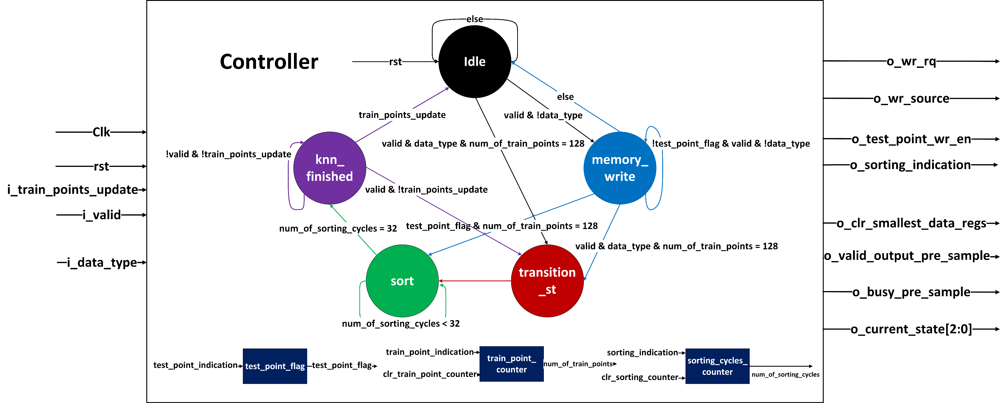 else
Controller
rst
Idle
o_wr_rq
o_wr_source
else
train_points_update
valid & !data_type
Clk
o_test_point_wr_en
valid & data_type & num_of_train_points = 128
!test_point_flag & valid & !data_type
!valid & !train_points_update
knn_
finished
memory_
write
rst
o_sorting_indication
i_train_points_update
valid & !train_points_update
i_valid
num_of_sorting_cycles = 32
test_point_flag & num_of_train_points = 128
o_clr_smallest_data_regs
valid & data_type & num_of_train_points = 128
i_data_type
o_valid_output_pre_sample
sort
transition
_st
o_busy_pre_sample
num_of_sorting_cycles < 32
o_current_state[2:0]
test_point_indication
test_point_flag
test_point_flag
train_point_indication
clr_train_point_counter
train_point_
counter
num_of_train_points
sorting_indication
clr_sorting_counter
sorting_cycles_
counter
num_of_sorting_cycles